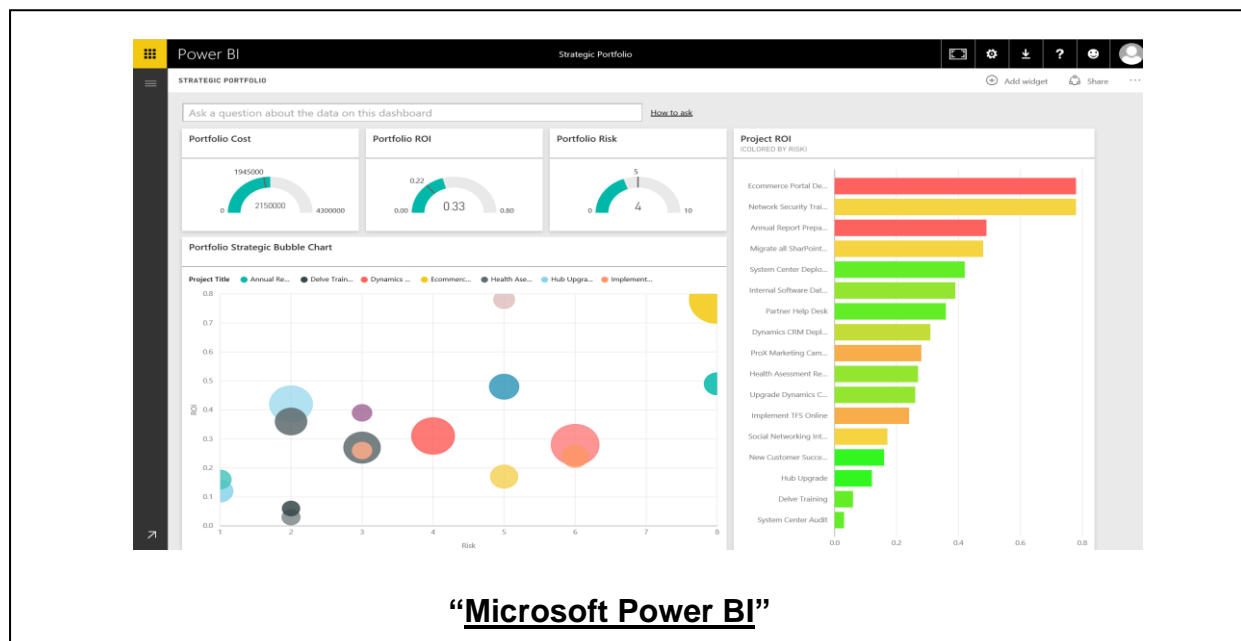 Power BI
Strategic Portfolio
?
STRATEGIC PORTFOLIO
Add widget
Share
...
Ask a question about the data on this dashboard
How to ask
Portfolio Cost
1945000
2150000
0
4300000
Portfolio ROI
0.22
0.33
0.00
0.80
Portfolio Risk
5
4
0
10
Portfolio Strategic Bubble Chart
Project Title Annual Re... Delve Train... Dynamics ... Ecommerc... Health Ase... Hub Upgra... Implement...
0.8
0.7
0.6
0.5
0.4
0.3
0.2
0.1
0.0
ROI
1 2 3 4 5 6 7 8
Risk
Project ROI
(COLORED BY RISK)
Ecommerce Portal De...
Network Security Trai...
Annual Report Prepa...
Migrate all SharPoint...
System Center Deplo...
Internal Software Dat...
Partner Help Desk
Dynamics CRM Depl...
ProX Marketing Cam...
Health Asessment Re...
Upgrade Dynamics C...
Implement TFS Online
Social Networking Int...
New Customer Succe...
Hub Upgrade
Delve Training
System Center Audit
0.0 0.2 0.4 0.6 0.8
“Microsoft Power BI”